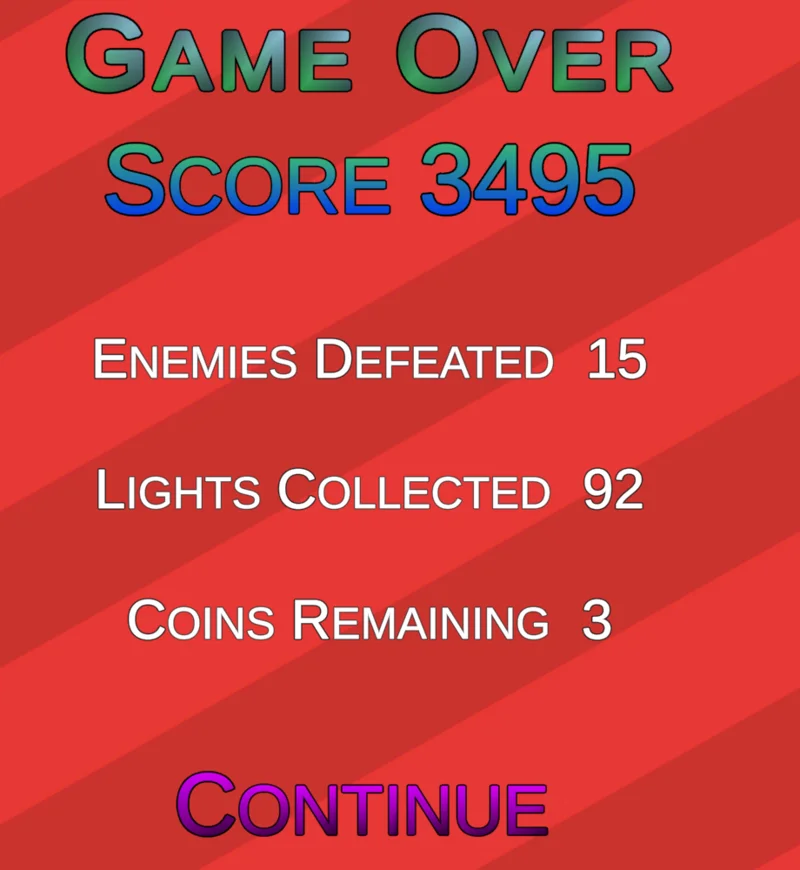 Game Over
Score 3495
Enemies Defeated 15
Lights Collected 92
Coins Remaining 3
Continue